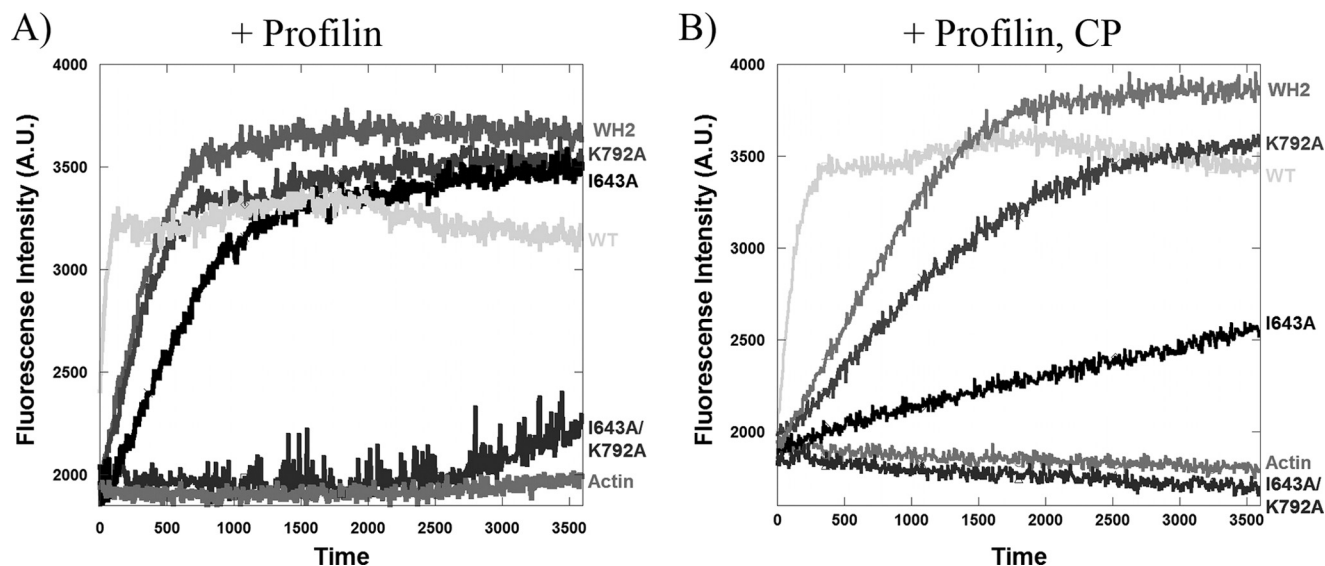 A)
+ Profilin
Fluorescense Intensity (A.U.)
4000
3500
3000
2500
2000
0
500
1000
1500
2000
2500
3000
3500
Time
WH2
K792A
I643A
WT
I643A/
K792A
Actin
B)
+ Profilin, CP
Fluorescense Intensity (A.U.)
4000
3500
3000
2500
2000
0
500
1000
1500
2000
2500
3000
3500
Time
WH2
K792A
WT
I643A
Actin
I643A/
K792A